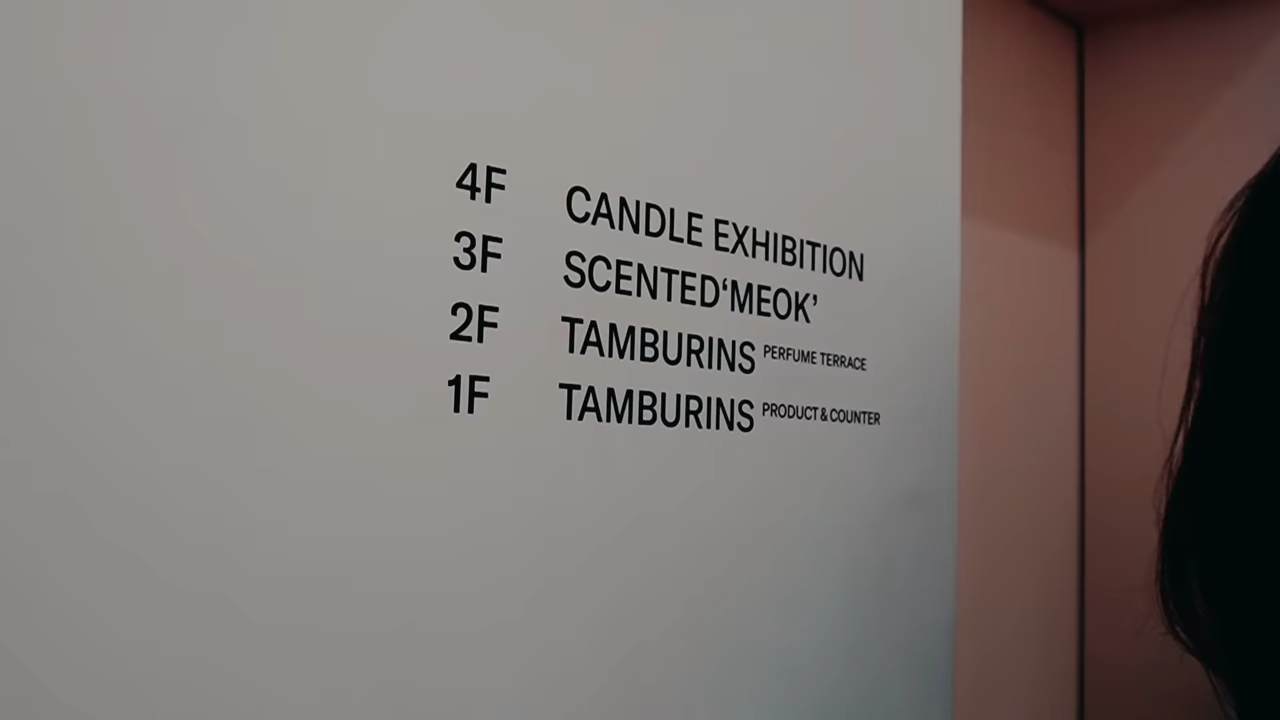 4F CANDLE EXHIBITION
3F SCENTED‘MEOK’
2F TAMBURINS PERFUME TERRACE
1F TAMBURINS PRODUCT & COUNTER